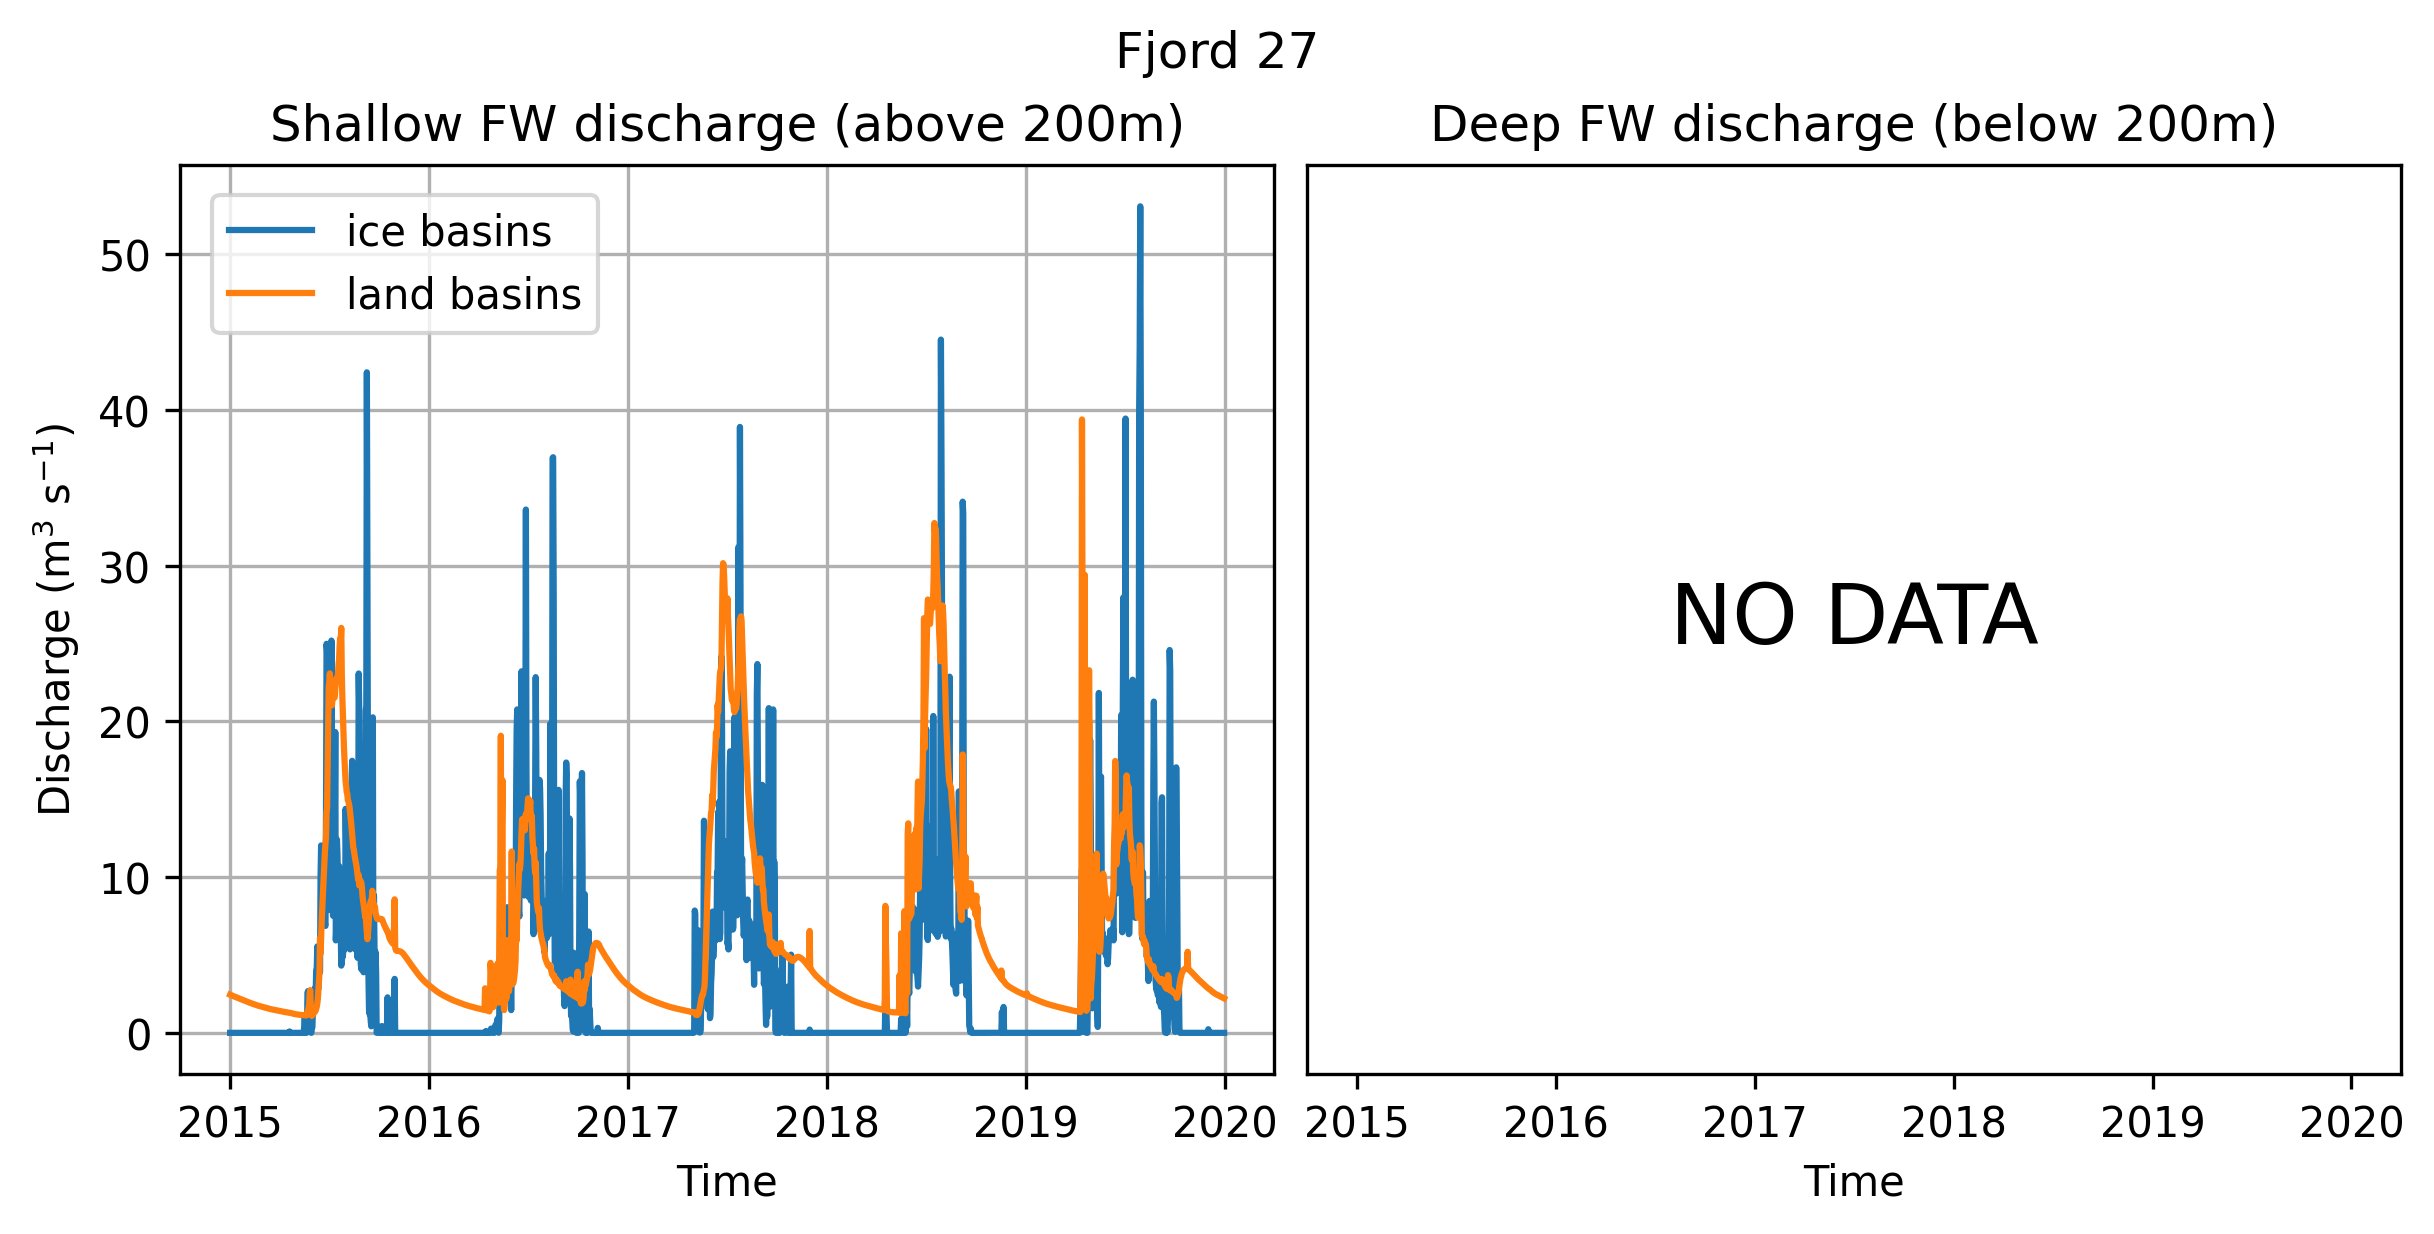 Fjord 27
Shallow FW discharge (above 200m)
Deep FW discharge (below 200m)
ice basins
land basins
Discharge (m³ s⁻¹)
50
40
30
20
10
0
NO DATA
2015 2016 2017 2018 2019 2020
2015 2016 2017 2018 2019 2020
Time
Time